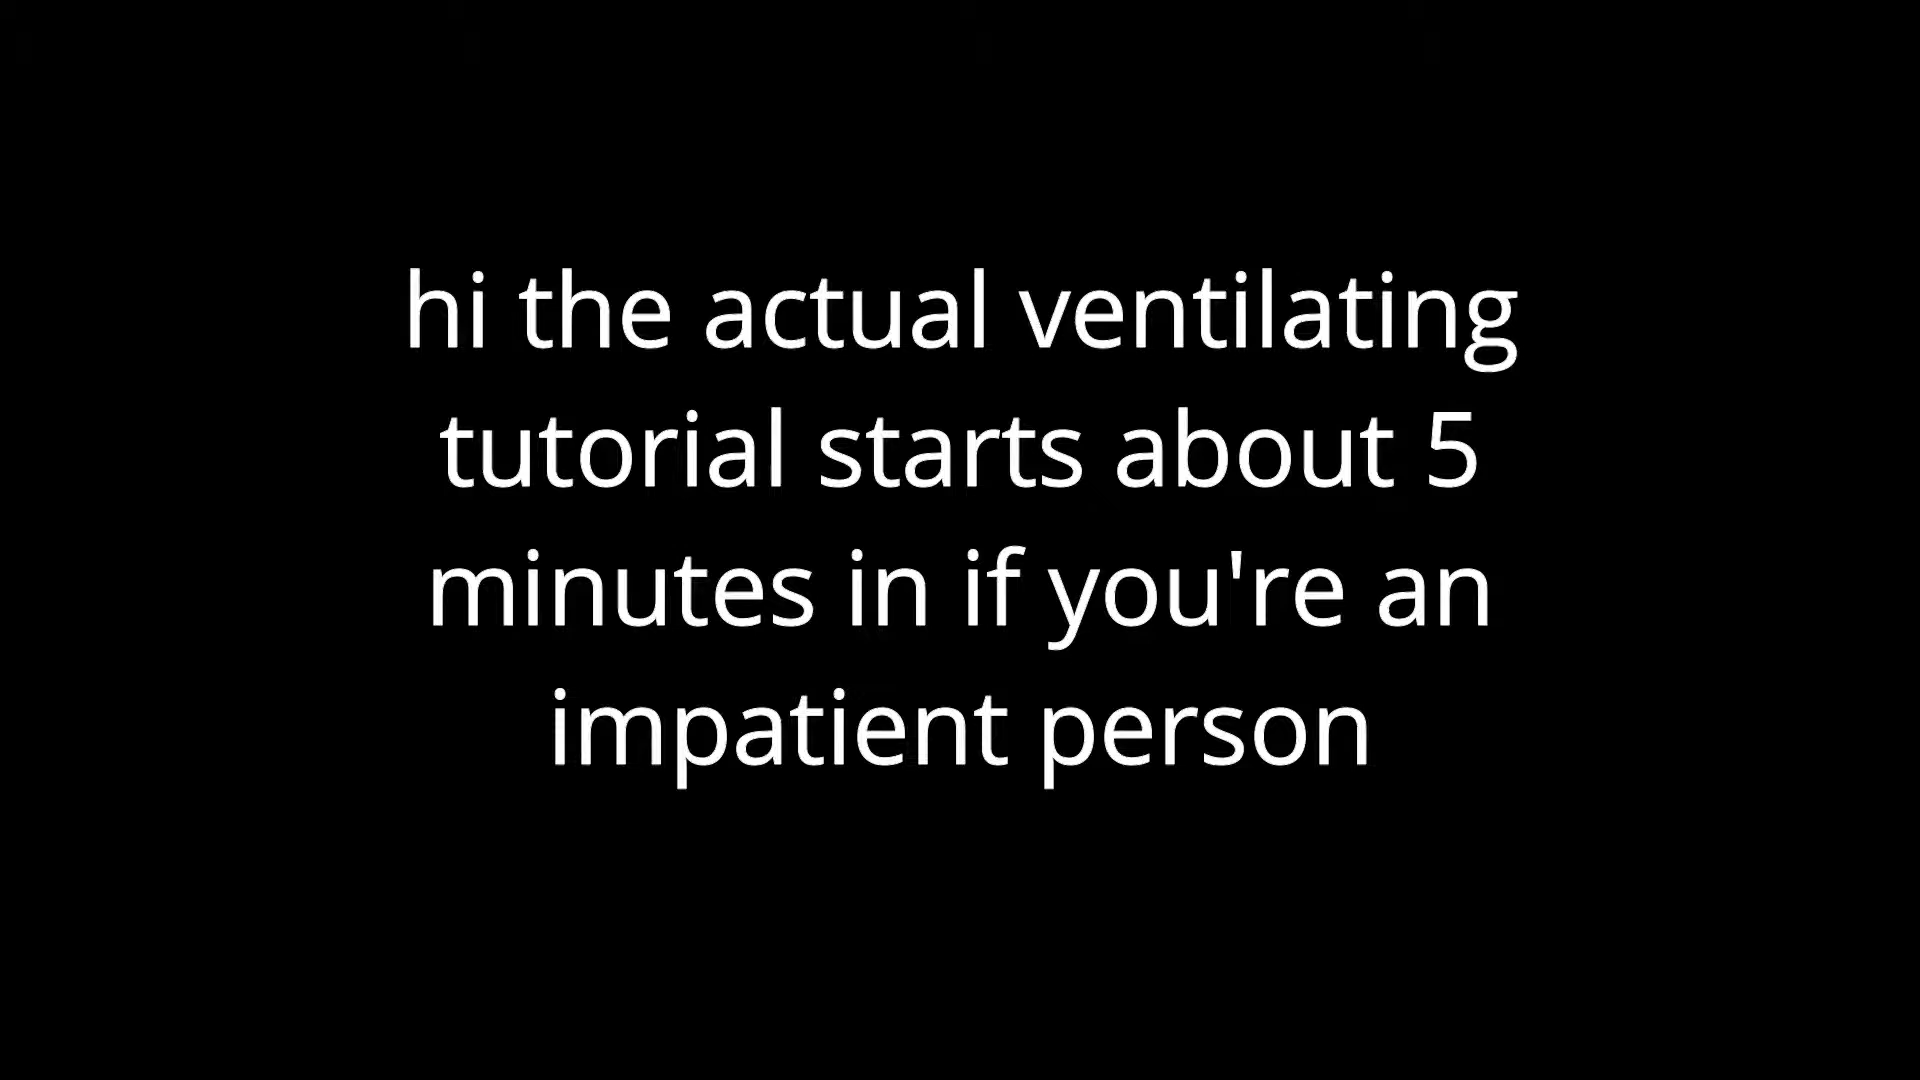 hi the actual ventilating
tutorial starts about 5
minutes in if you're an
impatient person